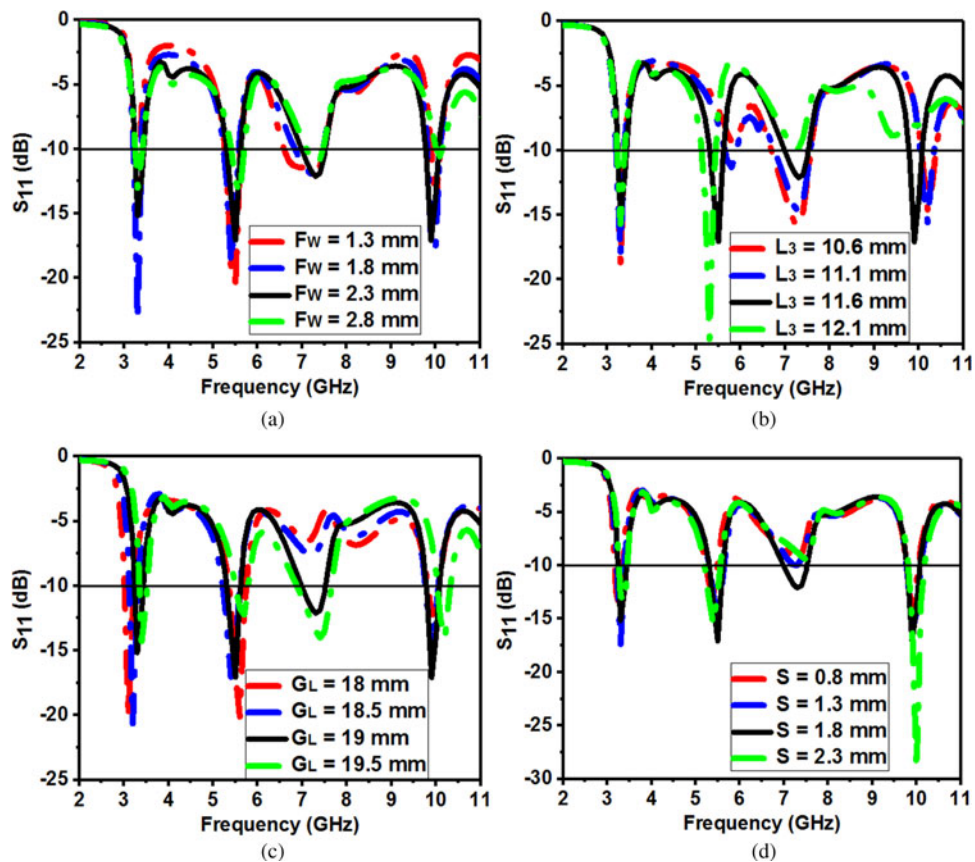 0
-5
-10
-15
-20
-25
S11 (dB)
FW = 1.3 mm
FW = 1.8 mm
FW = 2.3 mm
FW = 2.8 mm
2 3 4 5 6 7 8 9 10 11
Frequency (GHz)
(a)
0
-5
-10
-15
-20
-25
S11 (dB)
L3 = 10.6 mm
L3 = 11.1 mm
L3 = 11.6 mm
L3 = 12.1 mm
2 3 4 5 6 7 8 9 10 11
Frequency (GHz)
(b)
0
-5
-10
-15
-20
-25
S11 (dB)
GL = 18 mm
GL = 18.5 mm
GL = 19 mm
GL = 19.5 mm
2 3 4 5 6 7 8 9 10 11
Frequency (GHz)
(c)
0
-5
-10
-15
-20
-25
-30
S11 (dB)
S = 0.8 mm
S = 1.3 mm
S = 1.8 mm
S = 2.3 mm
2 3 4 5 6 7 8 9 10 11
Frequency (GHz)
(d)